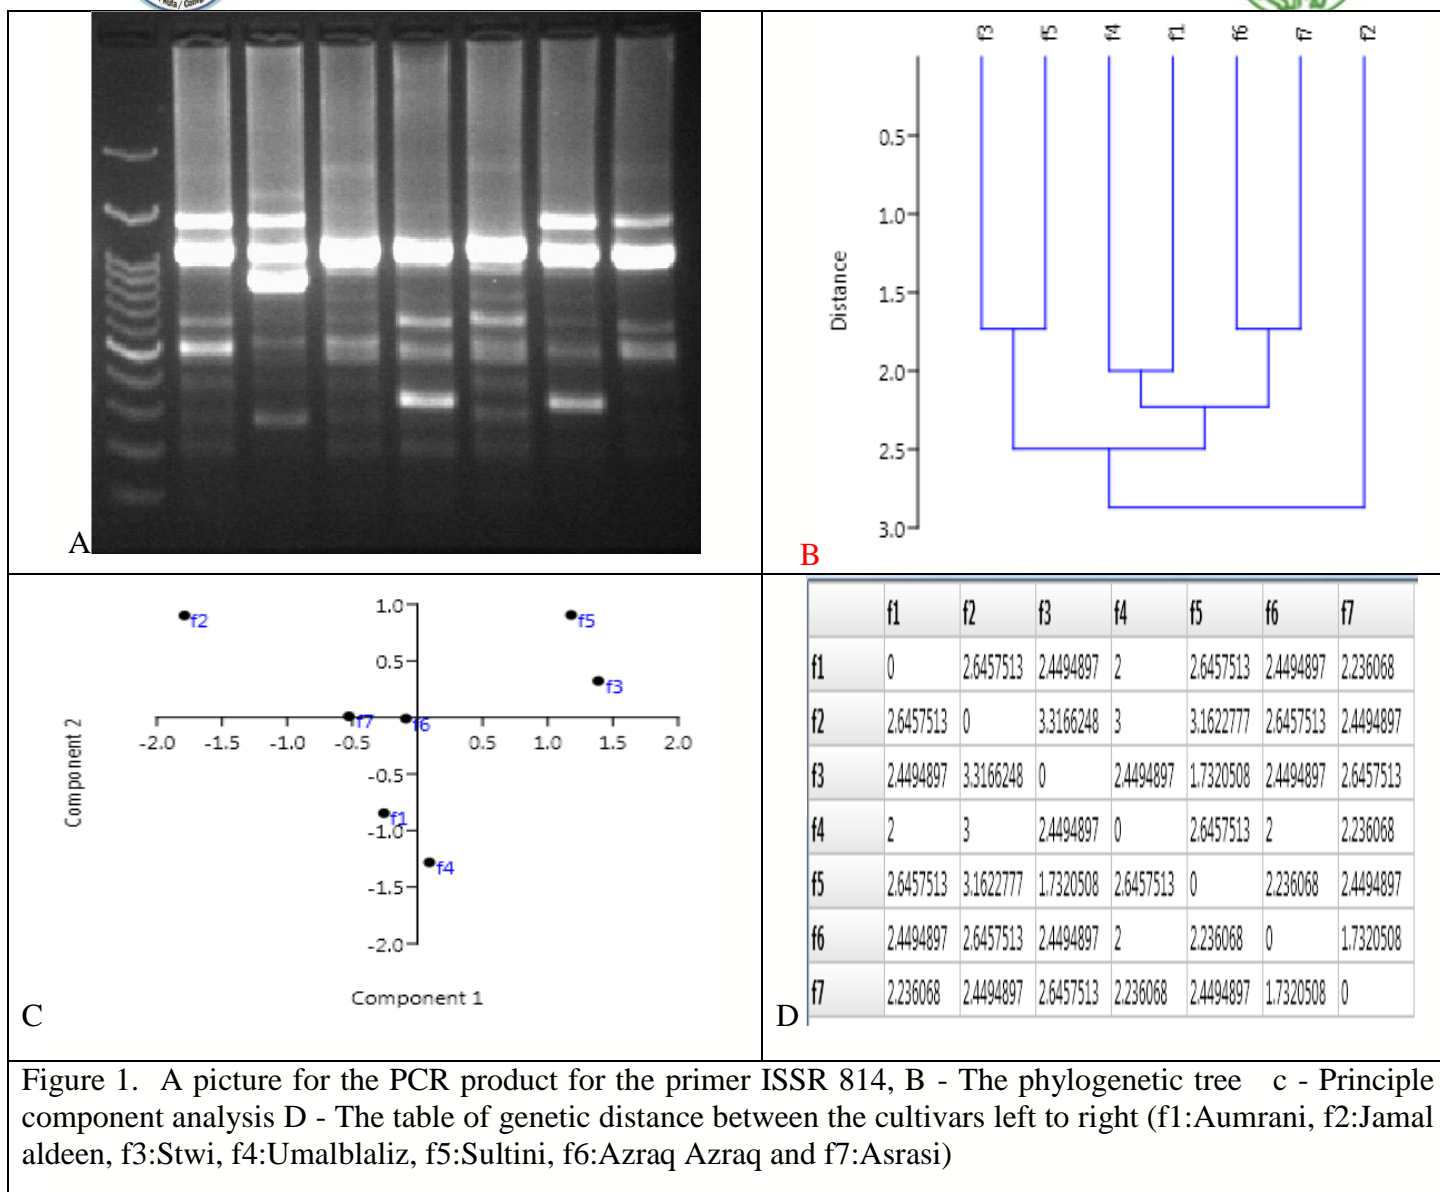 f3 f5 f4 f1 f6 f7 f2
0.5
1.0
1.5
2.0
2.5
3.0
Distance
A
B
1.0
0.5
-0.5
-1.0
-1.5
-2.0
-2.0 -1.5 -1.0 -0.5 0.5 1.0 1.5 2.0
f2
f5
f3
f7
f6
f1
f4
Component 2
Component 1
C
f1 f2 f3 f4 f5 f6 f7
f1 0 2.6457513 2.4494897 2 2.6457513 2.4494897 2.236068
f2 2.6457513 0 3.3166248 3 3.1622777 2.6457513 2.4494897
f3 2.4494897 3.3166248 0 2.4494897 1.7320508 2.4494897 2.6457513
f4 2 3 2.4494897 0 2.6457513 2 2.236068
f5 2.6457513 3.1622777 1.7320508 2.6457513 0 2.236068 2.4494897
f6 2.4494897 2.6457513 2.4494897 2 2.236068 0 1.7320508
f7 2.236068 2.4494897 2.6457513 2.236068 2.4494897 1.7320508 0
D
Figure 1. A picture for the PCR product for the primer ISSR 814, B - The phylogenetic tree c - Principle
component analysis D - The table of genetic distance between the cultivars left to right (f1:Aumrani, f2:Jamal
aldeen, f3:Stwi, f4:Umalblaliz, f5:Sultini, f6:Azraq Azraq and f7:Asrasi)